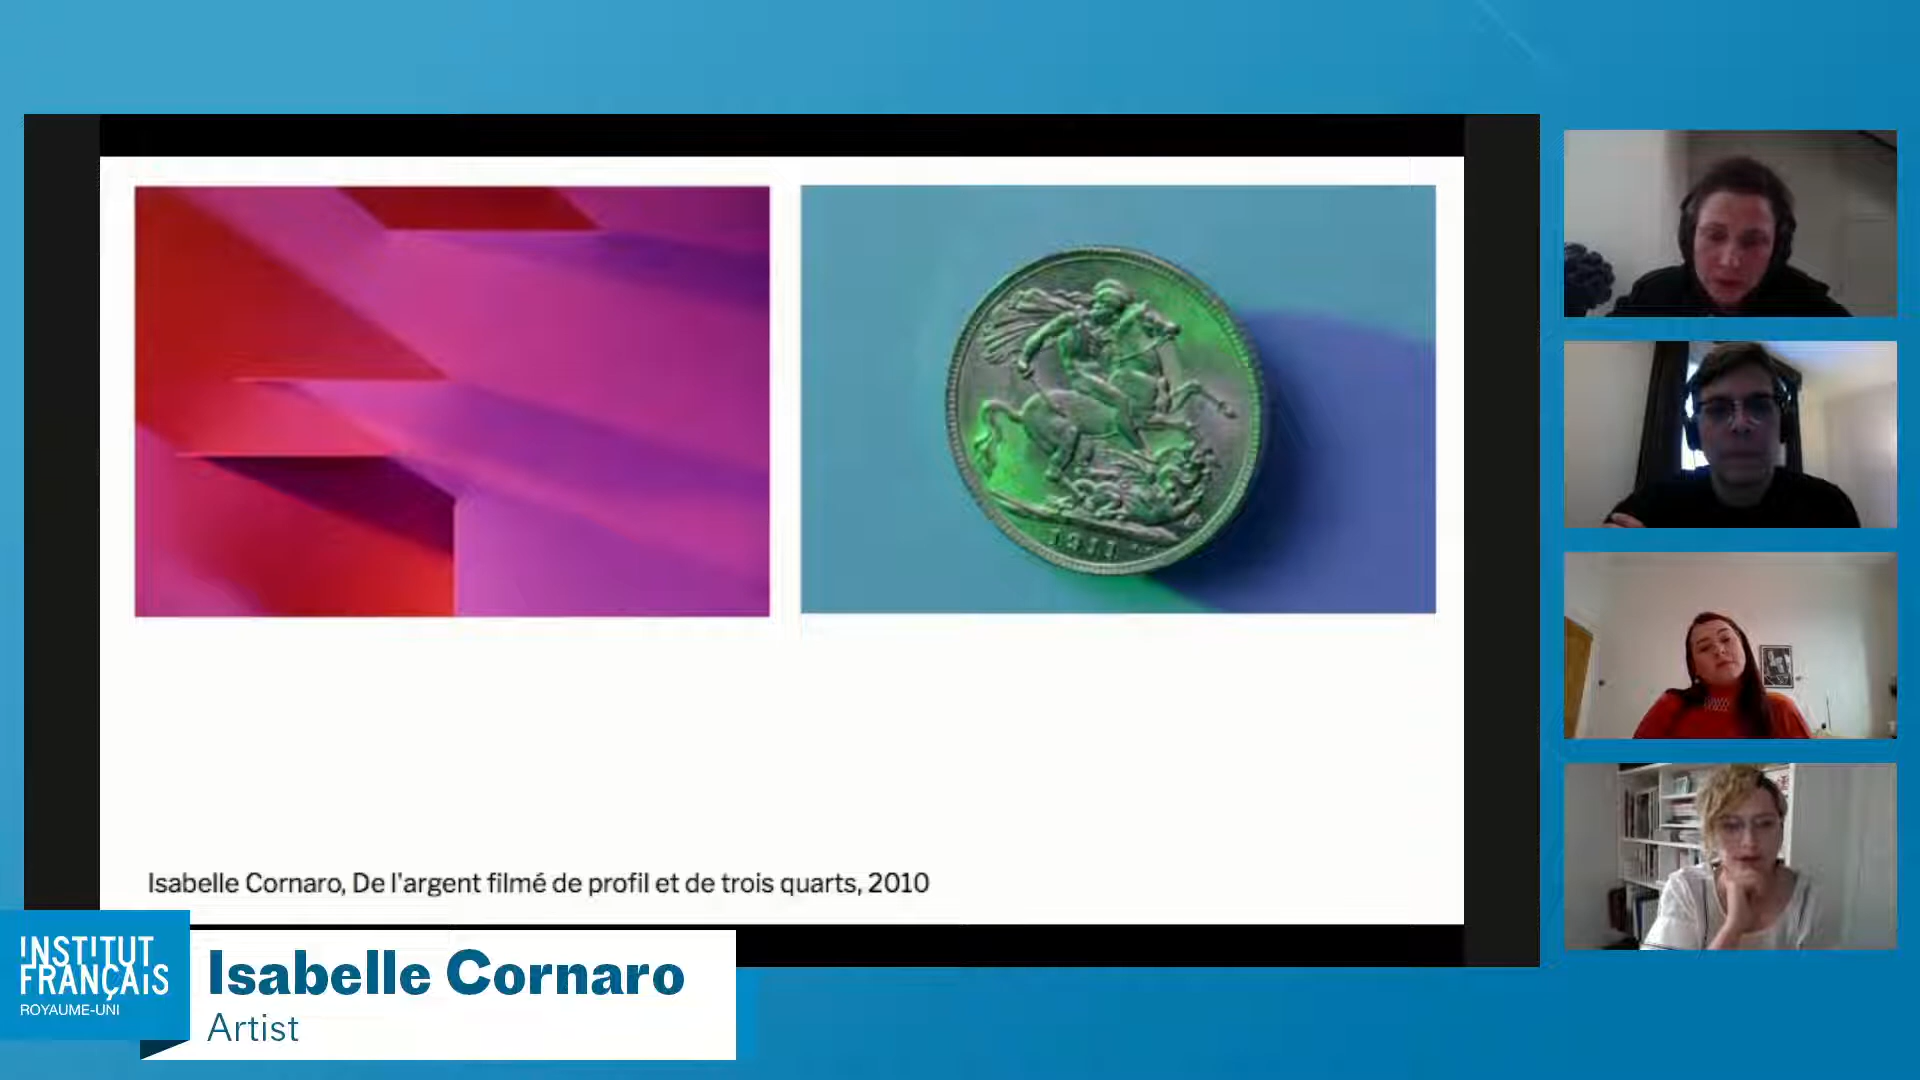 1911
Isabelle Cornaro, De l'argent filmé de profil et de trois quarts, 2010
INSTITUT
FRANÇAIS
ROYAUME-UNI
Isabelle Cornaro
Artist